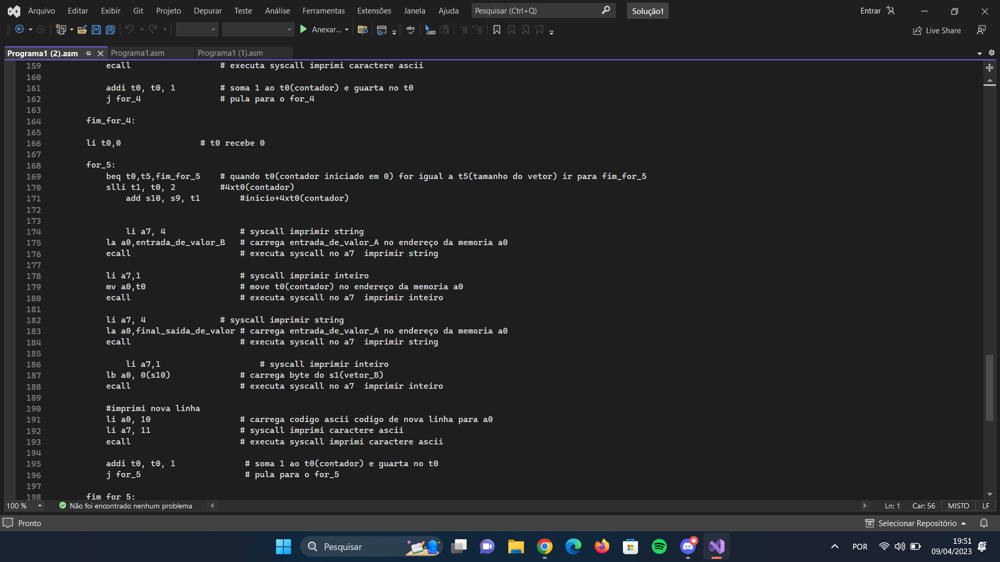 Arquivo Editar Exibir Git Projeto Depurar Teste Análise Ferramentas Extensões Janela Ajuda Pesquisar (Ctrl+Q) Solução1 Entrar
Anexar... abc Live Share
Programa1 (2).asm Programa1.asm Programa1 (1).asm
159 ecall # executa syscall imprimi caractere ascii
160
161 addi t0, t0, 1 # soma 1 ao t0(contador) e guarta no t0
162 j for_4 # pula para o for_4
163
164 fim_for_4:
165
166 li t0,0 # t0 recebe 0
167
168 for_5:
169 beq t0,t5,fim_for_5 # quando t0(contador iniciado em 0) for igual a t5(tamanho do vetor) ir para fim_for_5
170 slli t1, t0, 2 #4xt0(contador)
171 add s10, s9, t1 #inicio+4xt0(contador)
172
173
174 li a7, 4 # syscall imprimir string
175 la a0,entrada_de_valor_B # carrega entrada_de_valor_A no endereço da memoria a0
176 ecall # executa syscall no a7  imprimir string
177
178 li a7,1 # syscall imprimir inteiro
179 mv a0,t0 # move t0(contador) no endereço da memoria a0
180 ecall # executa syscall no a7  imprimir inteiro
181
182 li a7, 4 # syscall imprimir string
183 la a0,final_saida_de_valor # carrega entrada_de_valor_A no endereço da memoria a0
184 ecall # executa syscall no a7  imprimir string
185
186 li a7,1 # syscall imprimir inteiro
187 lb a0, 0(s10) # carrega byte do s1(vetor_B)
188 ecall # executa syscall no a7  imprimir inteiro
189
190 #imprimi nova linha
191 li a0, 10 # carrega codigo ascii codigo de nova linha para a0
192 li a7, 11 # syscall imprimi caractere ascii
193 ecall # executa syscall imprimi caractere ascii
194
195 addi t0, t0, 1 # soma 1 ao t0(contador) e guarta no t0
196 j for_5 # pula para o for_5
197
198 fim_for_5:
100 % Não foi encontrado nenhum problema Ln: 1 Car: 56 MISTO LF
Pronto Selecionar Repositório
Pesquisar POR 19:51
09/04/2023